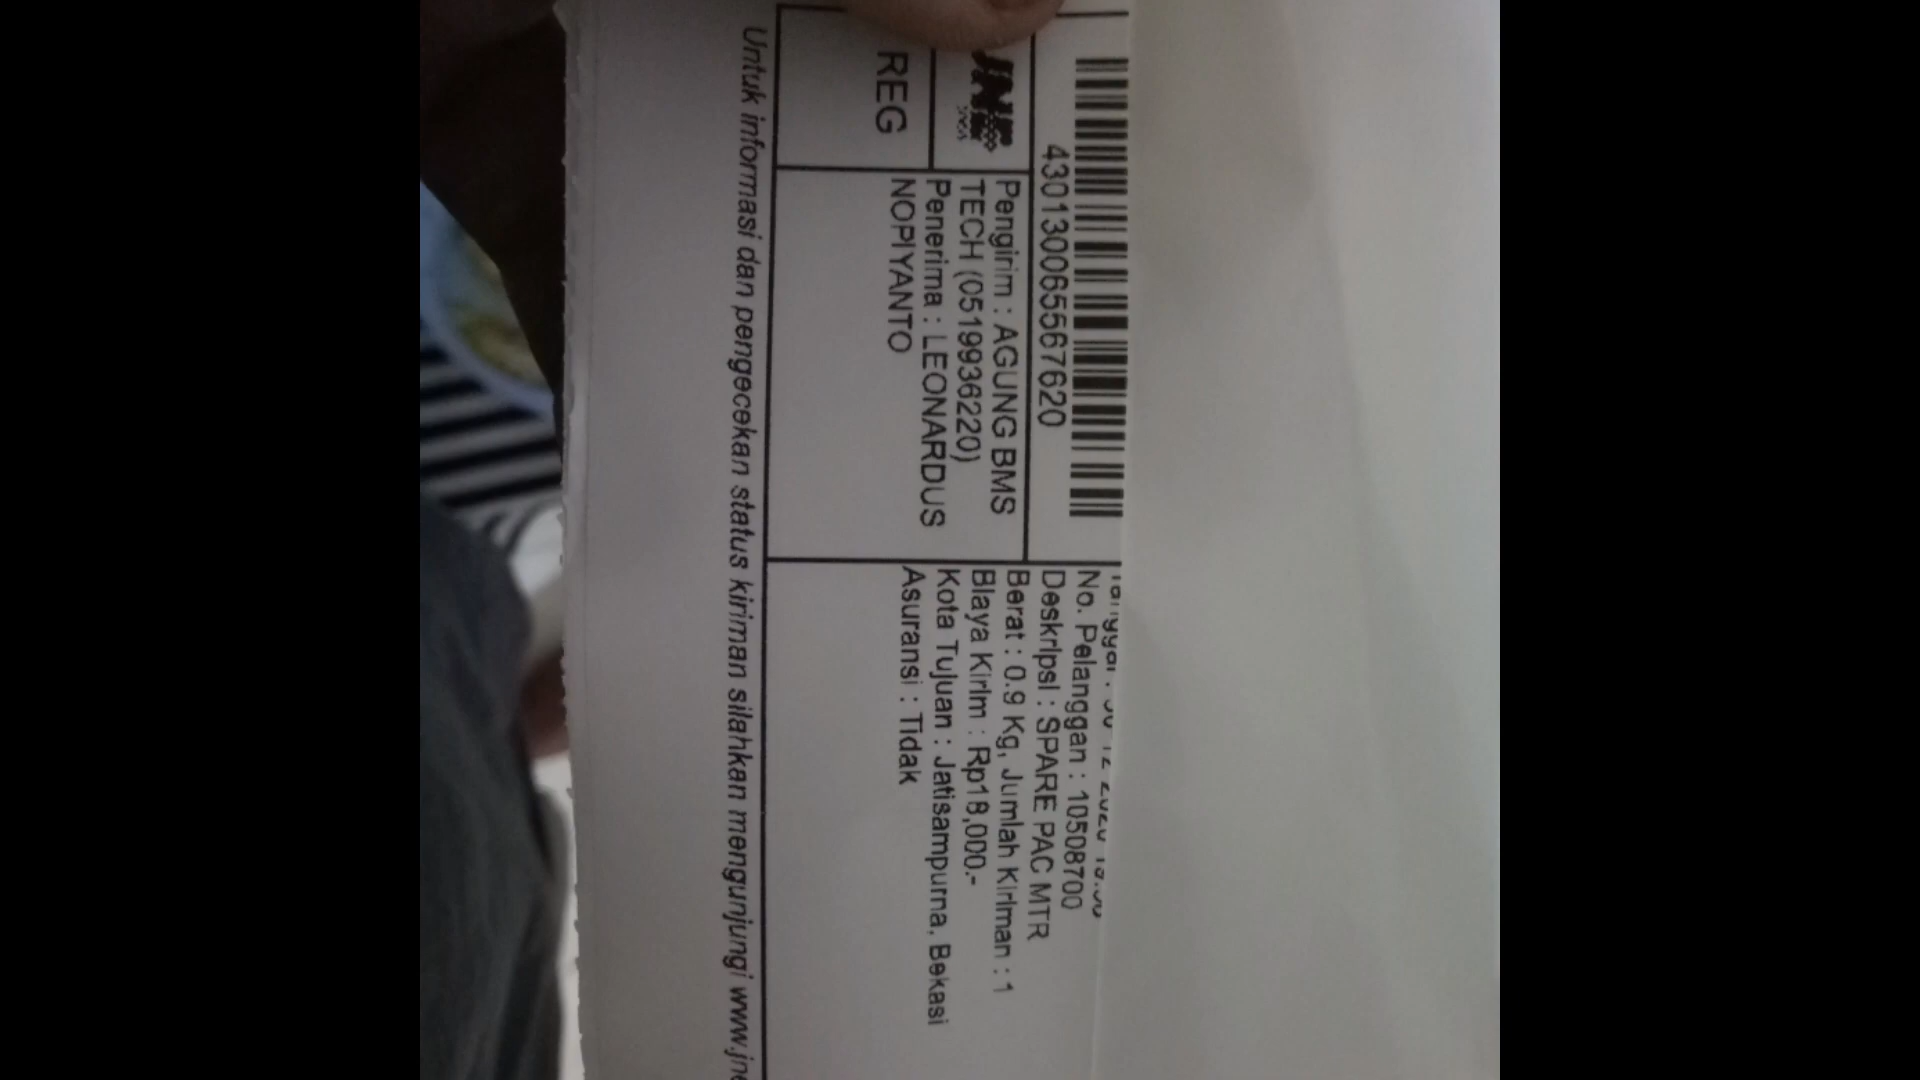 4301300655567620
JNE
REG
Pengirim : AGUNG BMS
TECH (0519936220)
Penerima : LEONARDUS
NOPIYANTO
No. Pelanggan : 10508700
Deskripsi : SPARE PAC MTR
Berat : 0.9 Kg, Jumlah Kiriman : 1
Biaya Kirim : Rp18,000.-
Kota Tujuan : Jatisampurna, Bekasi
Asuransi : Tidak
Untuk informasi dan pengecekan status kiriman silahkan mengunjungi